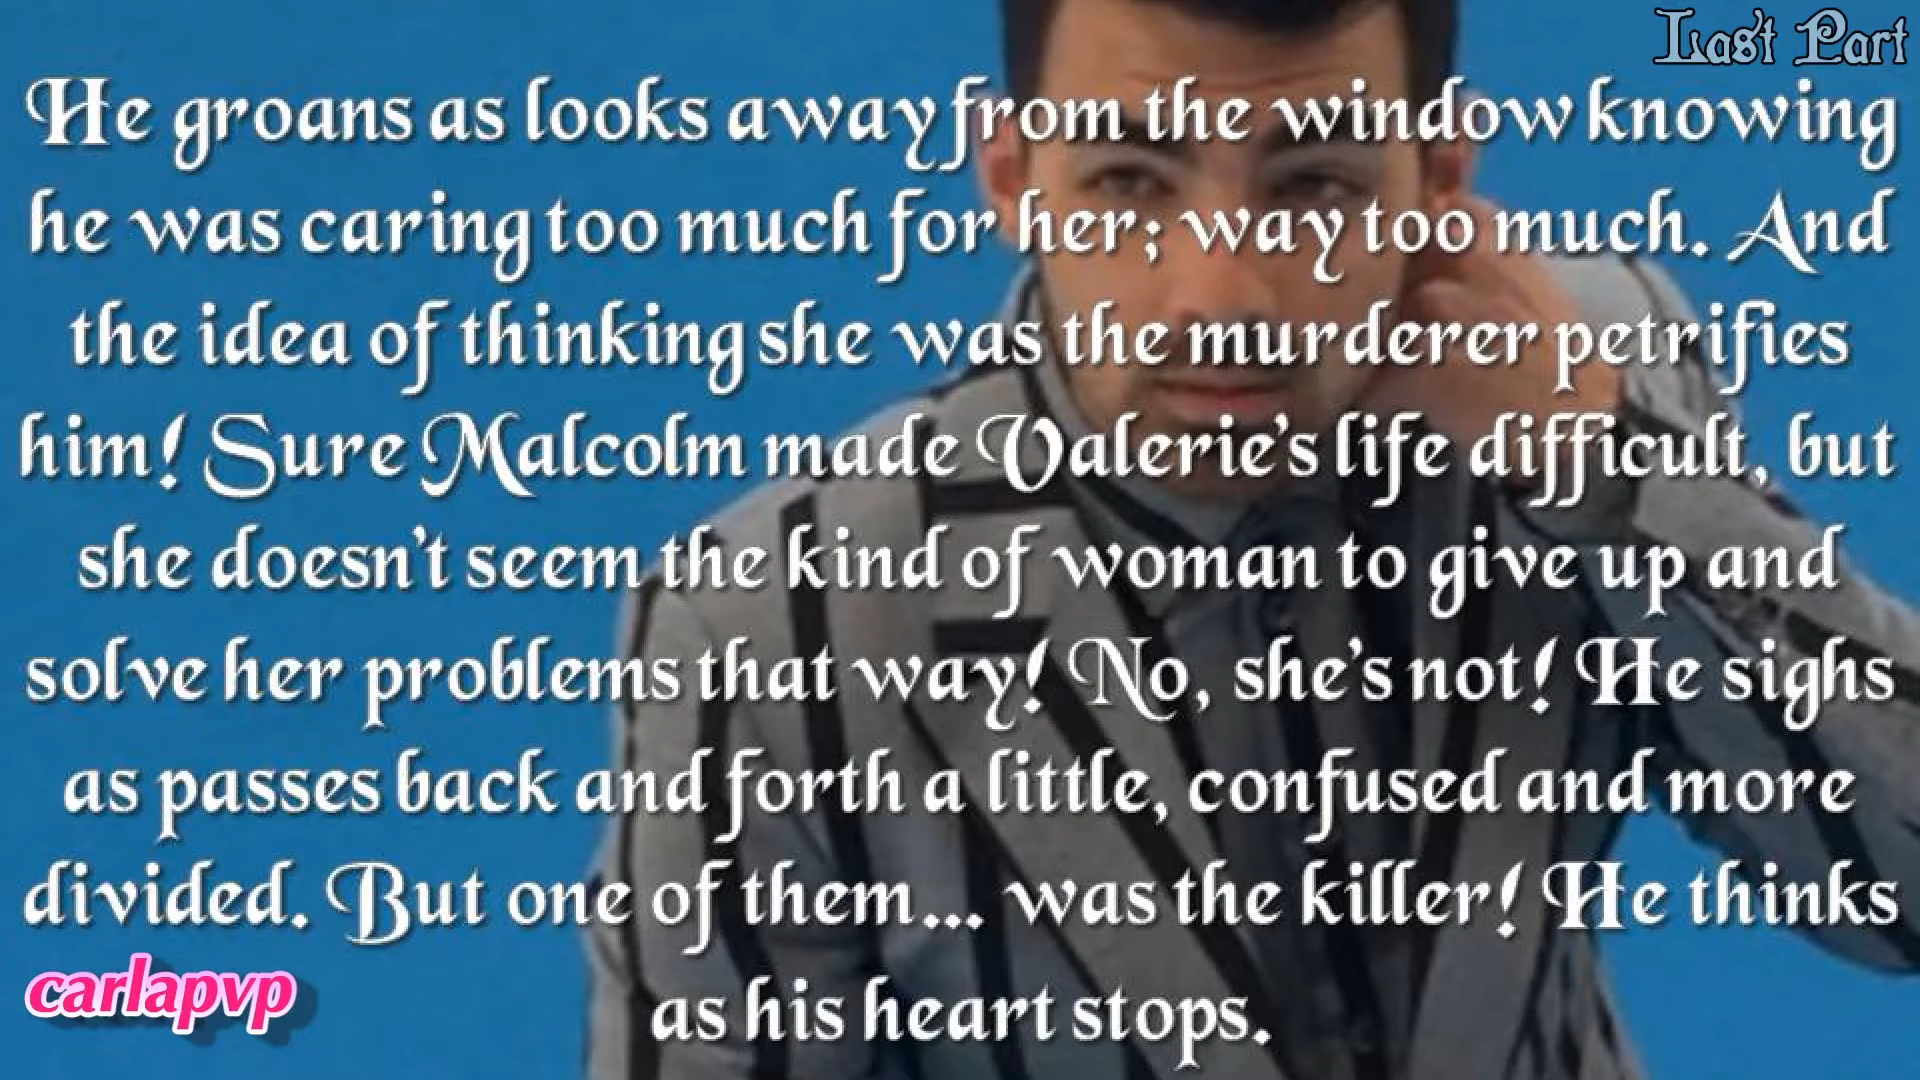 Last Part
He groans as looks away from the window knowing
he was caring too much for her; way too much. And
the idea of thinking she was the murderer petrifies
him! Sure Malcolm made Valerie's life difficult, but
she doesn't seem the kind of woman to give up and
solve her problems that way! No, she's not! He sighs
as passes back and forth a little, confused and more
divided. But one of them... was the killer! He thinks
as his heart stops.
carlapvp